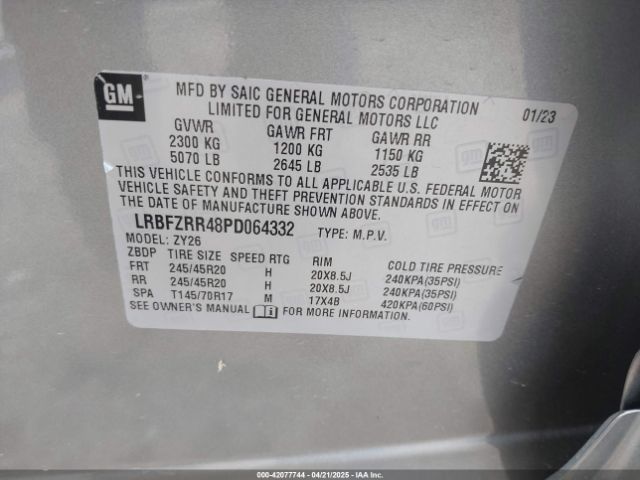 GM
MFD BY SAIC GENERAL MOTORS CORPORATION
LIMITED FOR GENERAL MOTORS LLC
01/23
GVWR GAWR FRT GAWR RR
2300 KG 1200 KG 1150 KG
5070 LB 2645 LB 2535 LB
THIS VEHICLE CONFORMS TO ALL APPLICABLE U.S. FEDERAL MOTOR
VEHICLE SAFETY AND THEFT PREVENTION STANDARDS IN EFFECT ON
THE DATE OF MANUFACTURE SHOWN ABOVE.
LRBFZRR48PD064332 TYPE: M.P.V.
MODEL: ZY26
ZBDP TIRE SIZE SPEED RTG RIM COLD TIRE PRESSURE
FRT 245/45R20 H 20X8.5J 240KPA(35PSI)
RR 245/45R20 H 20X8.5J 240KPA(35PSI)
SPA T145/70R17 M 17X4B 420KPA(60PSI)
SEE OWNER'S MANUAL i FOR MORE INFORMATION.
000-42077744 - 04/21/2025 - IAAI.COM